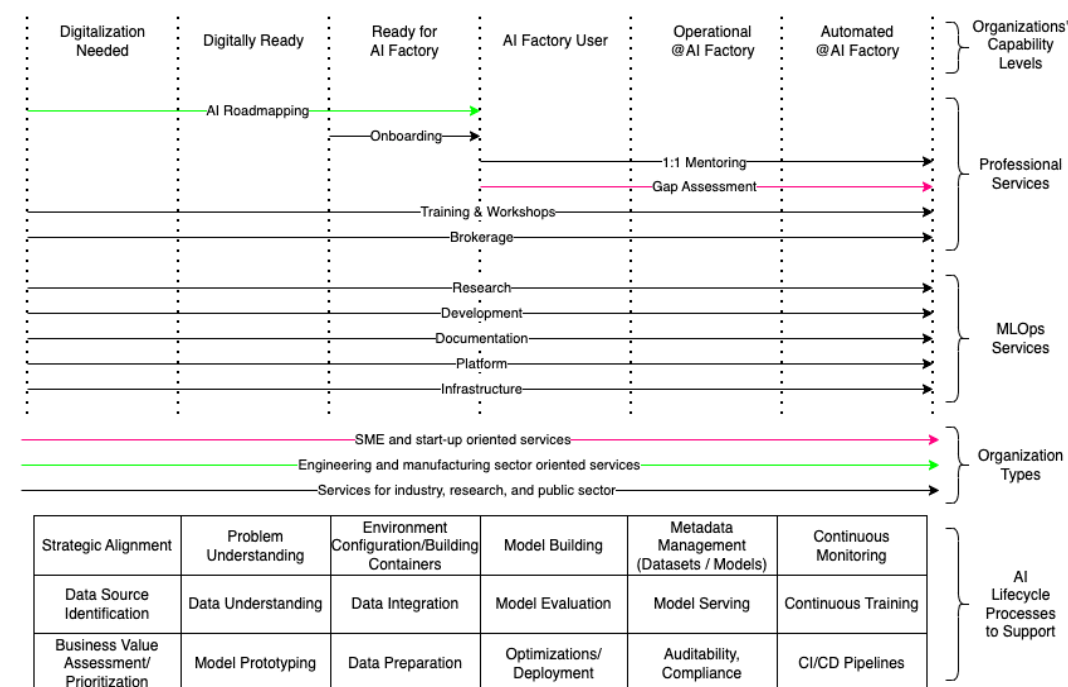 Digitalization
Needed
Digitally Ready
Ready for
AI Factory
AI Factory User
Operational
@AI Factory
Automated
@AI Factory
Organizations'
Capability
Levels
AI Roadmapping
Onboarding
1:1 Mentoring
Gap Assessment
Training & Workshops
Brokerage
Professional
Services
Research
Development
Documentation
Platform
Infrastructure
MLOps
Services
SME and start-up oriented services
Engineering and manufacturing sector oriented services
Services for industry, research, and public sector
Organization
Types
Strategic Alignment
Problem
Understanding
Environment
Configuration/Building
Containers
Model Building
Metadata
Management
(Datasets / Models)
Continuous
Monitoring
Data Source
Identification
Data Understanding
Data Integration
Model Evaluation
Model Serving
Continuous Training
Business Value
Assessment/
Prioritization
Model Prototyping
Data Preparation
Optimizations/
Deployment
Auditability,
Compliance
CI/CD Pipelines
AI
Lifecycle
Processes
to Support